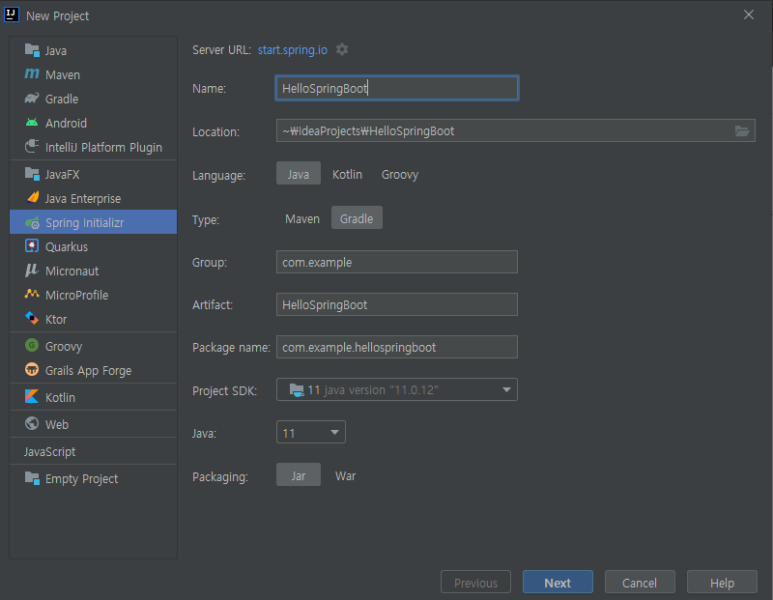 New Project
Java
Maven
Gradle
Android
IntelliJ Platform Plugin
JavaFX
Java Enterprise
Spring Initializr
Quarkus
Micronaut
MicroProfile
Ktor
Groovy
Grails App Forge
Kotlin
Web
JavaScript
Empty Project
Server URL: start.spring.io
Name: HelloSpringBoot
Location: ~₩IdeaProjects₩HelloSpringBoot
Language: Java Kotlin Groovy
Type: Maven Gradle
Group: com.example
Artifact: HelloSpringBoot
Package name: com.example.hellospringboot
Project SDK: 11 java version "11.0.12"
Java: 11
Packaging: Jar War
Previous Next Cancel Help